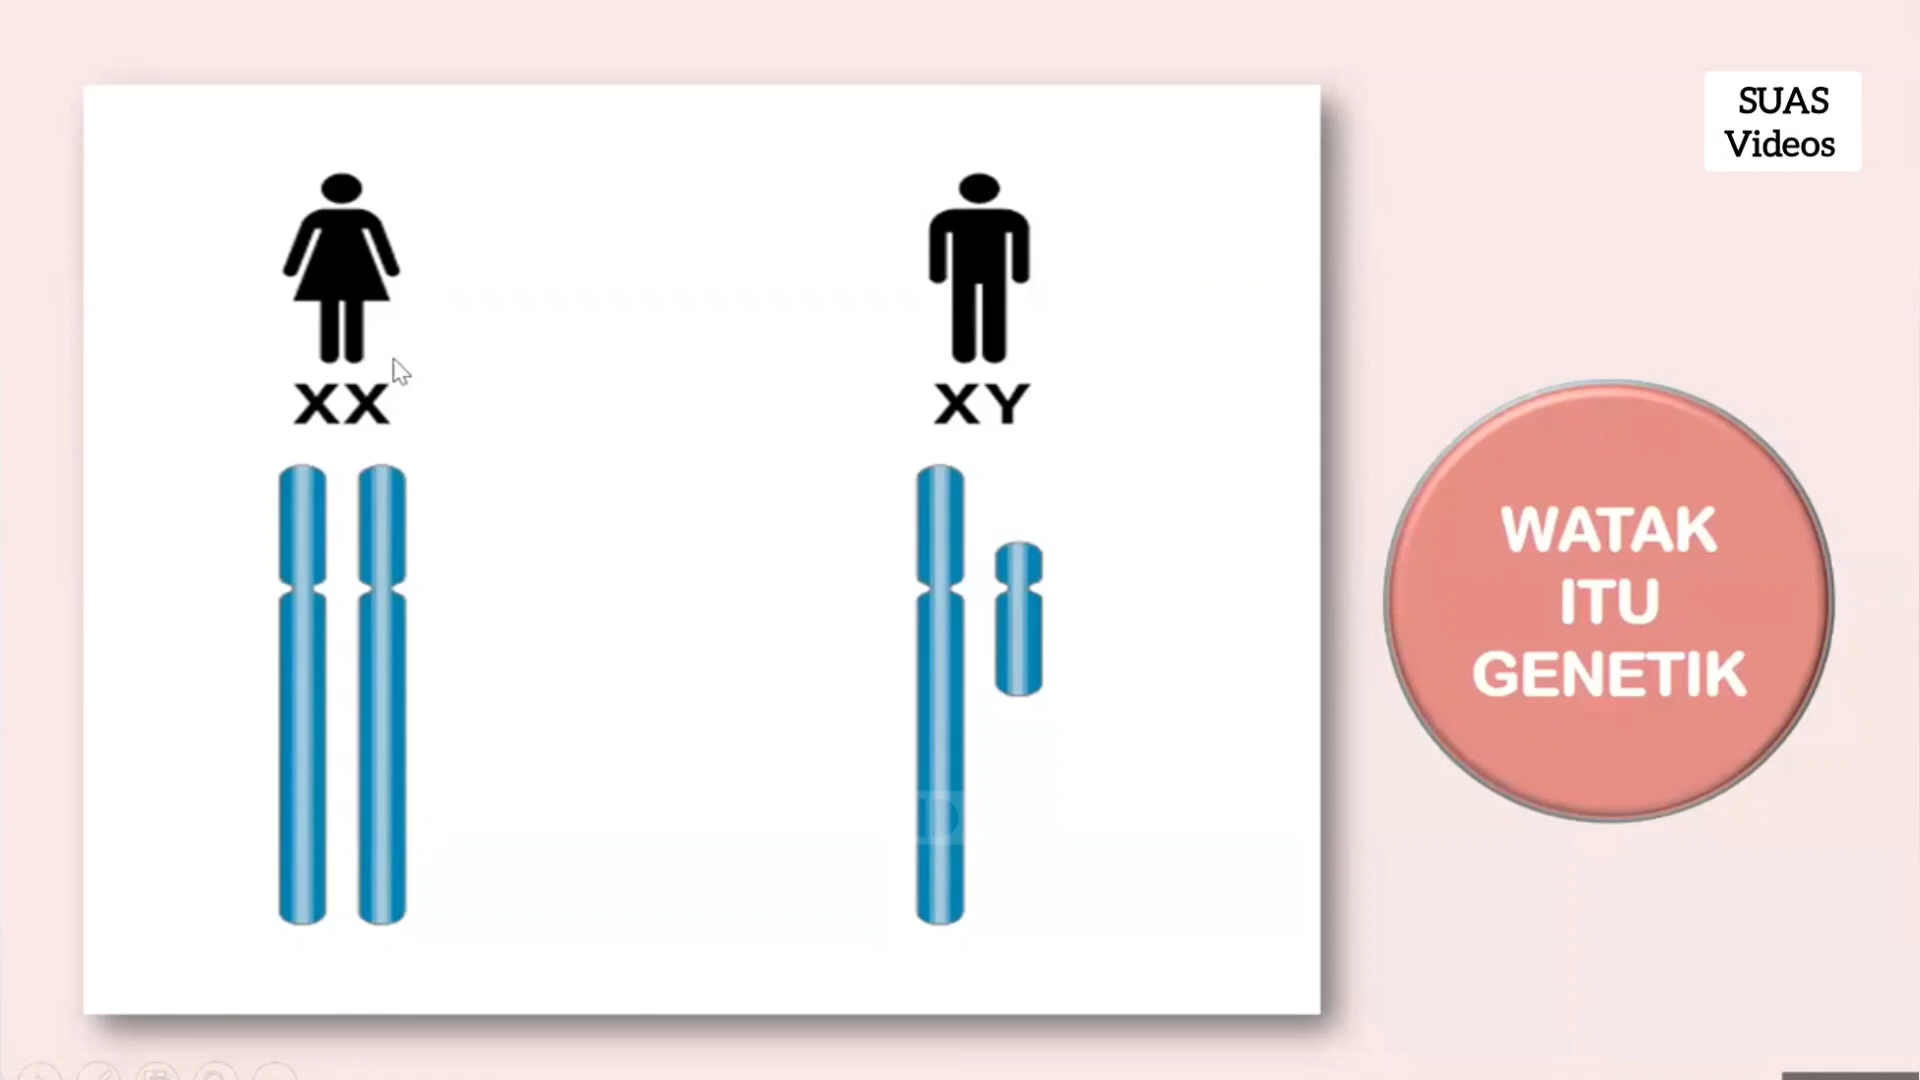 SUAS
Videos
XX
XY
WATAK
ITU
GENETIK